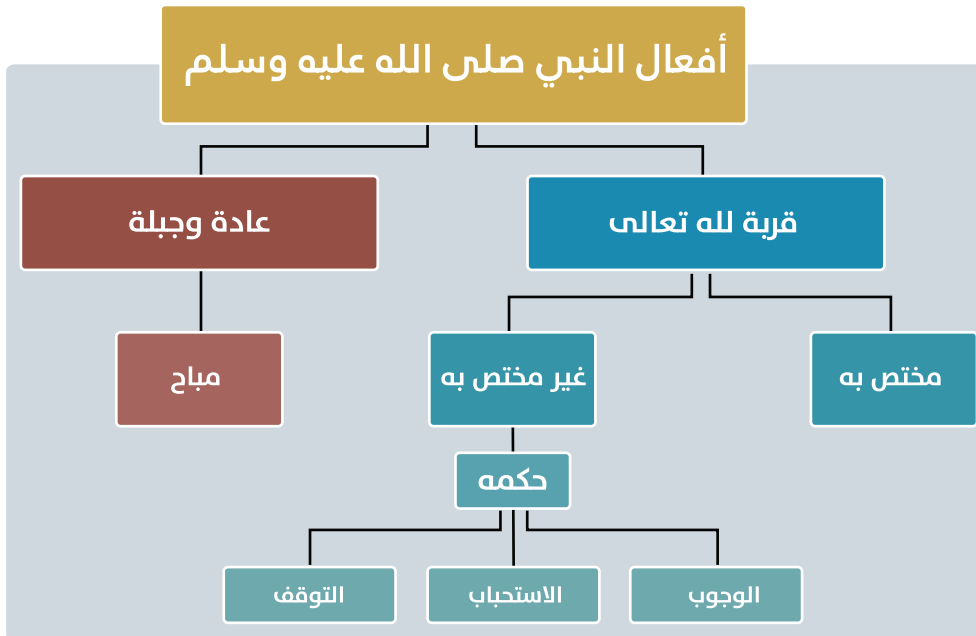 أفعال النبي صلى الله عليه وسلم
قربة لله تعالى
عادة وجبلة
مختص به
غير مختص به
مباح
حكمه
الوجوب
الاستحباب
التوقف